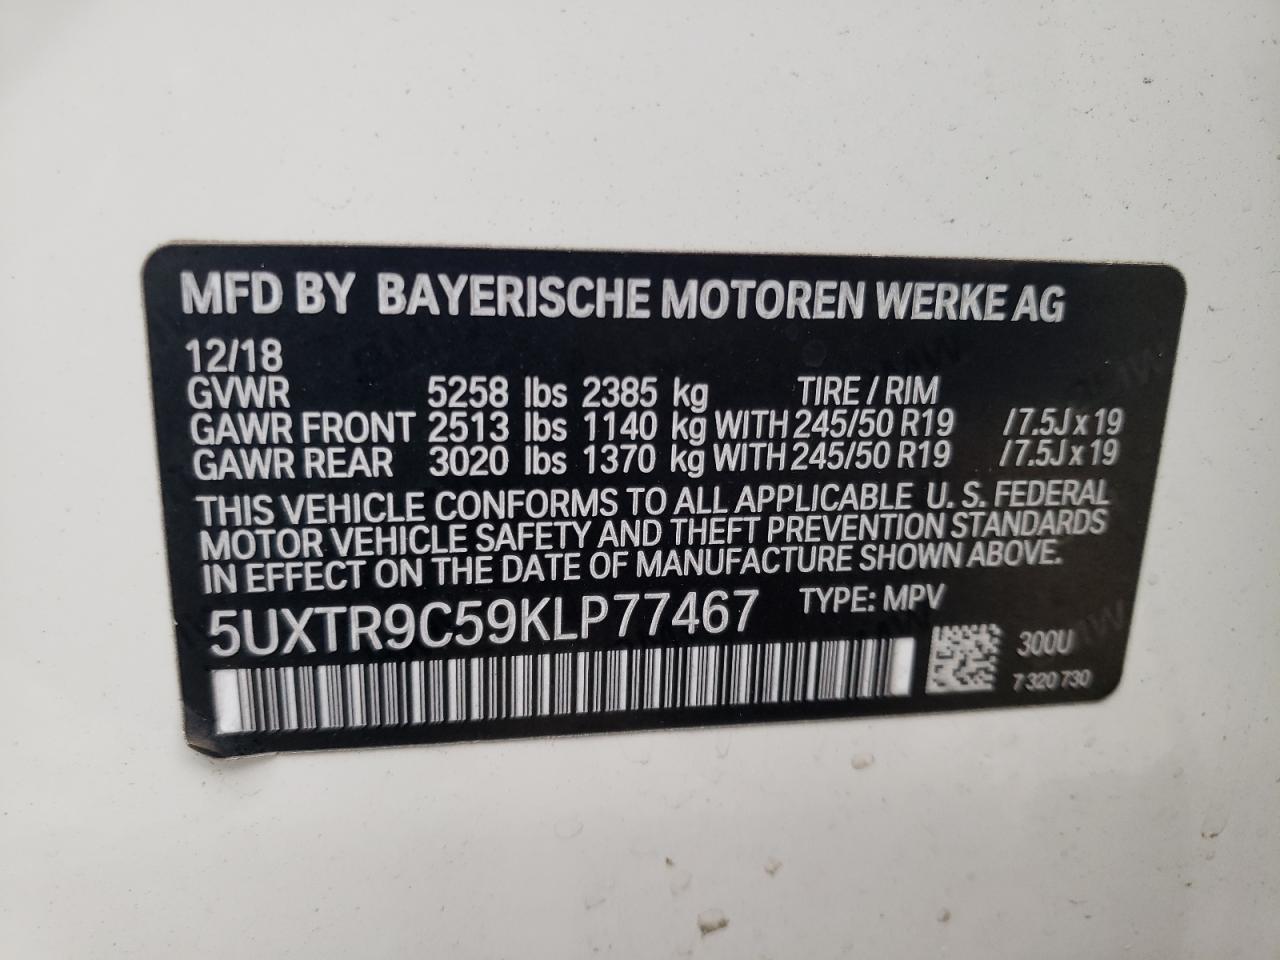 MFD BY BAYERISCHE MOTOREN WERKE AG
12/18
GVWR 5258 lbs 2385 kg TIRE / RIM
GAWR FRONT 2513 lbs 1140 kg WITH 245/50 R19 /7.5J x 19
GAWR REAR 3020 lbs 1370 kg WITH 245/50 R19 /7.5J x 19
THIS VEHICLE CONFORMS TO ALL APPLICABLE U. S. FEDERAL
MOTOR VEHICLE SAFETY AND THEFT PREVENTION STANDARDS
IN EFFECT ON THE DATE OF MANUFACTURE SHOWN ABOVE.
5UXTR9C59KLP77467 TYPE: MPV
300U
7 320 730